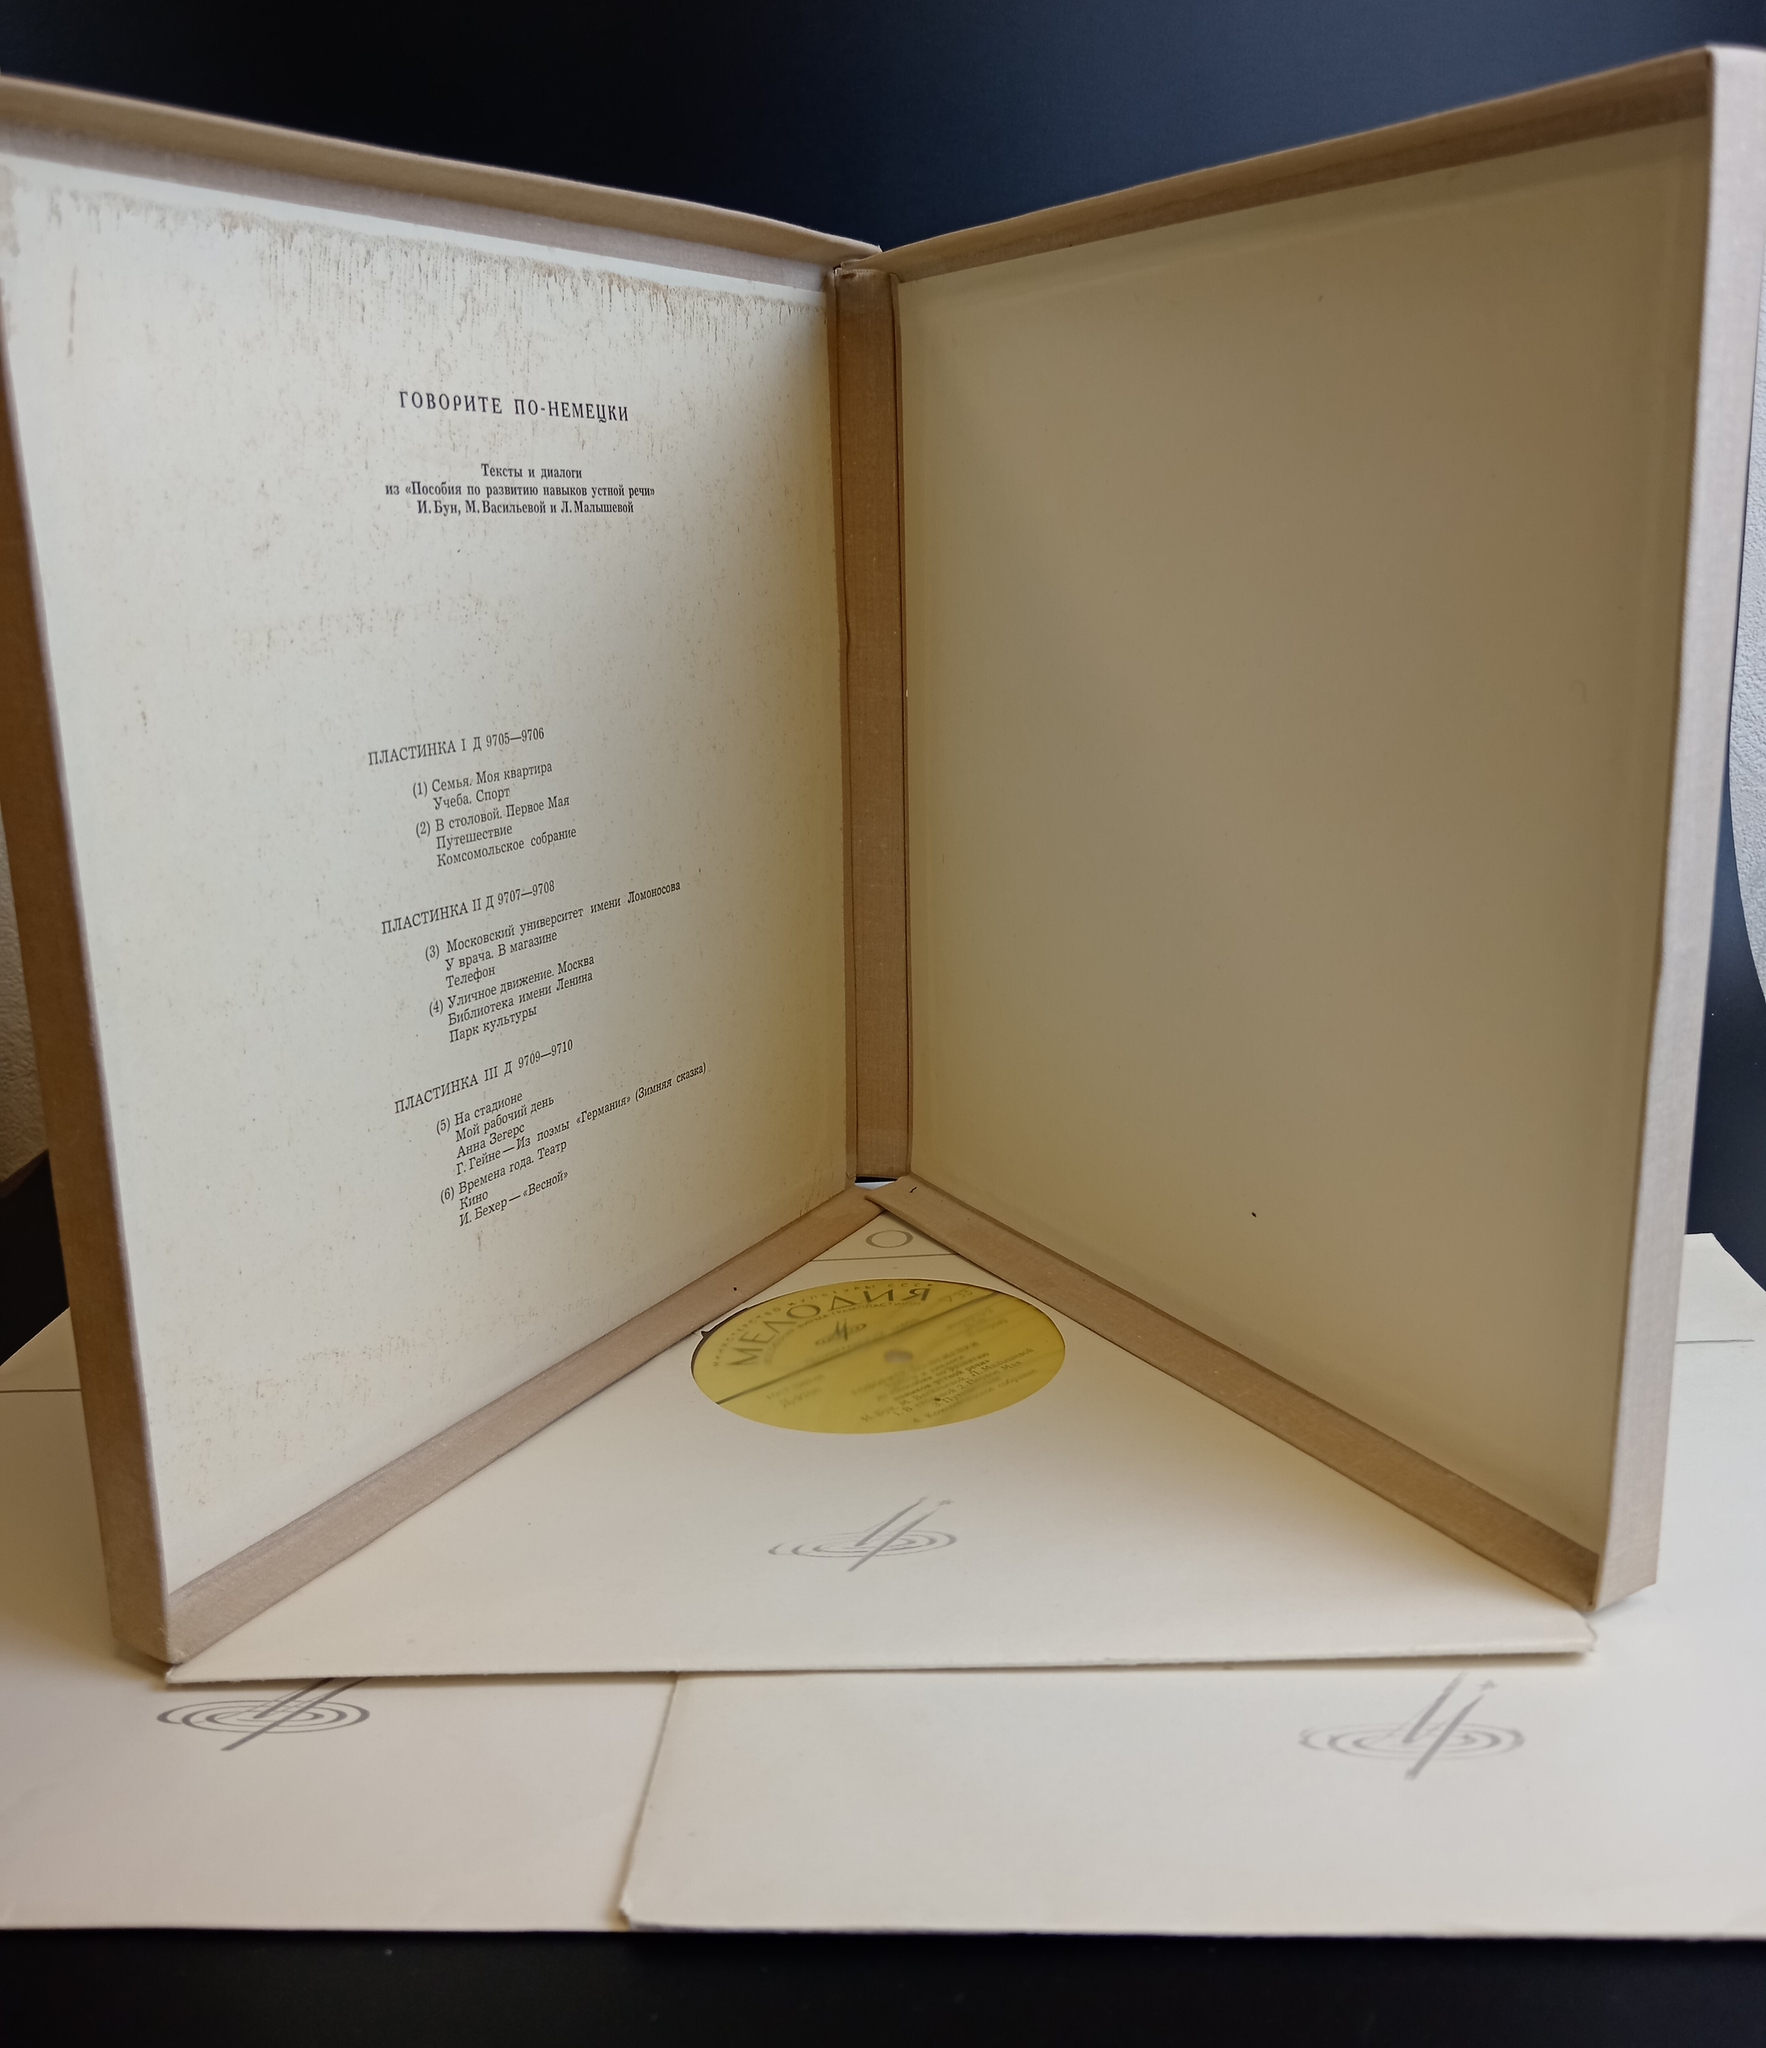 ГОВОРИТЕ ПО-НЕМЕЦКИ
Тексты и диалоги
из «Пособия по развитию навыков устной речи»
И. Бун, М. Васильевой и Л. Малышевой
ПЛАСТИНКА I Д 9705—9706
(1) Семья. Моя квартира
Учеба. Спорт
(2) В столовой. Первое Мая
Путешествие
Комсомольское собрание
ПЛАСТИНКА II Д 9707—9708
(3) Московский университет имени Ломоносова
У врача. В магазине
Телефон
(4) Уличное движение. Москва
Библиотека имени Ленина
Парк культуры
ПЛАСТИНКА III Д 9709—9710
(5) На стадионе
Мой рабочий день
Анна Зегерс
Г. Гейне — Из поэмы «Германия» (Зимняя сказка)
(6) Времена года. Театр
Кино
И. Бехер — «Весной»
МЕЛОДИЯ